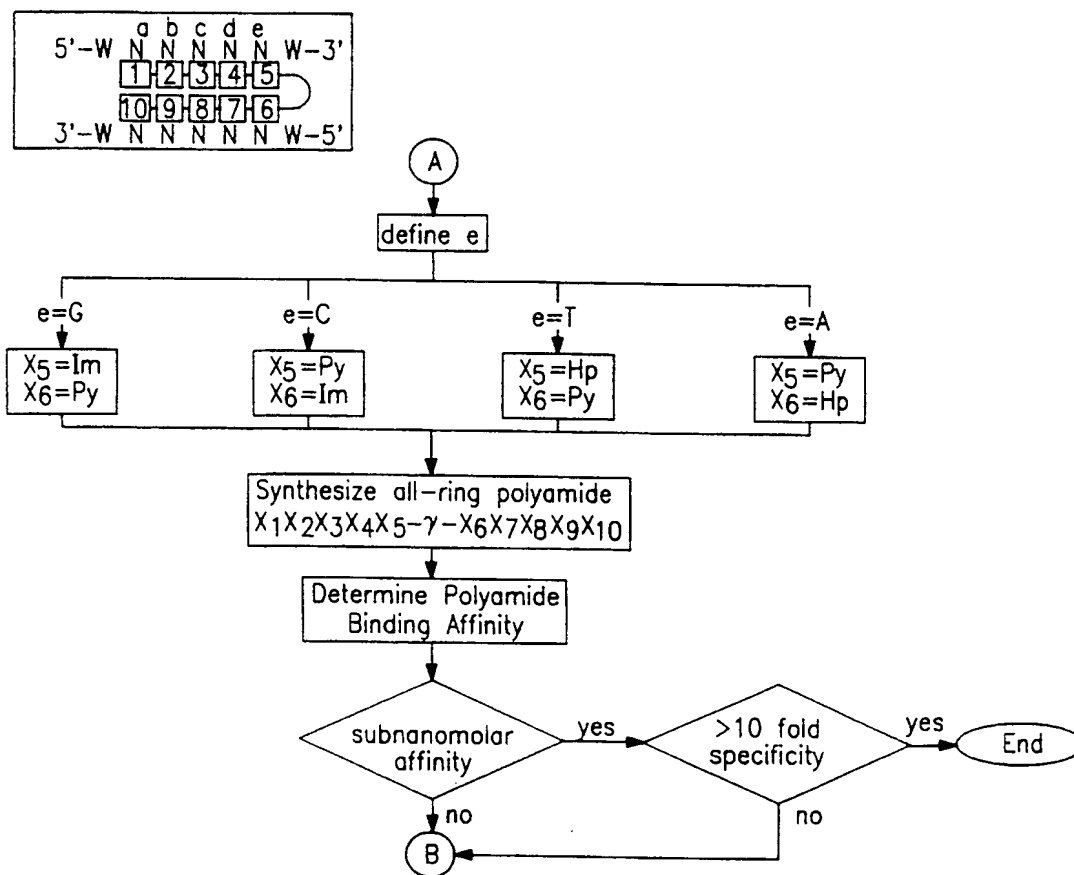 a b c d e
5'-W N N N N N W-3'
1 2 3 4 5
10 9 8 7 6
3'-W N N N N N W-5'
A
define e
e=G e=C e=T e=A
X5=Im
X6=Py
X5=Py
X6=Im
X5=Hp
X6=Py
X5=Py
X6=Hp
Synthesize all-ring polyamide
X1X2X3X4X5-γ-X6X7X8X9X10
Determine Polyamide
Binding Affinity
subnanomolar
affinity
yes
>10 fold
specificity
yes
End
no
no
B